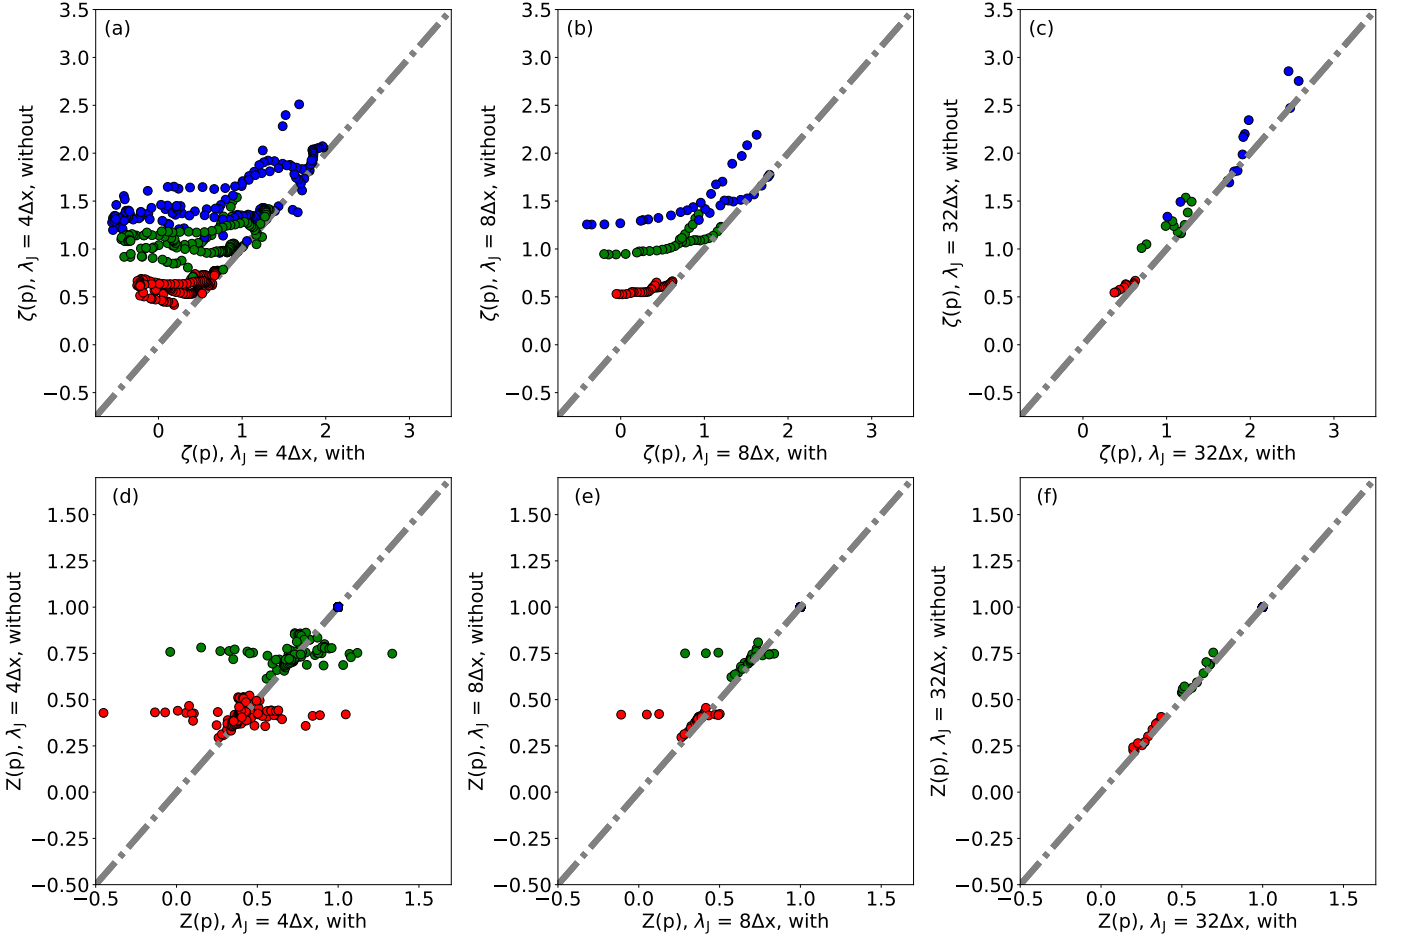 (a)
3.5
3.0
2.5
2.0
1.5
1.0
0.5
0.0
−0.5
ζ(p), λJ = 4Δx, without
0 1 2 3
ζ(p), λJ = 4Δx, with
(b)
3.5
3.0
2.5
2.0
1.5
1.0
0.5
0.0
−0.5
ζ(p), λJ = 8Δx, without
0 1 2 3
ζ(p), λJ = 8Δx, with
(c)
3.5
3.0
2.5
2.0
1.5
1.0
0.5
0.0
−0.5
ζ(p), λJ = 32Δx, without
0 1 2 3
ζ(p), λJ = 32Δx, with
(d)
1.50
1.25
1.00
0.75
0.50
0.25
0.00
−0.25
−0.50
Z(p), λJ = 4Δx, without
−0.5 0.0 0.5 1.0 1.5
Z(p), λJ = 4Δx, with
(e)
1.50
1.25
1.00
0.75
0.50
0.25
0.00
−0.25
−0.50
Z(p), λJ = 8Δx, without
−0.5 0.0 0.5 1.0 1.5
Z(p), λJ = 8Δx, with
(f)
1.50
1.25
1.00
0.75
0.50
0.25
0.00
−0.25
−0.50
Z(p), λJ = 32Δx, without
−0.5 0.0 0.5 1.0 1.5
Z(p), λJ = 32Δx, with